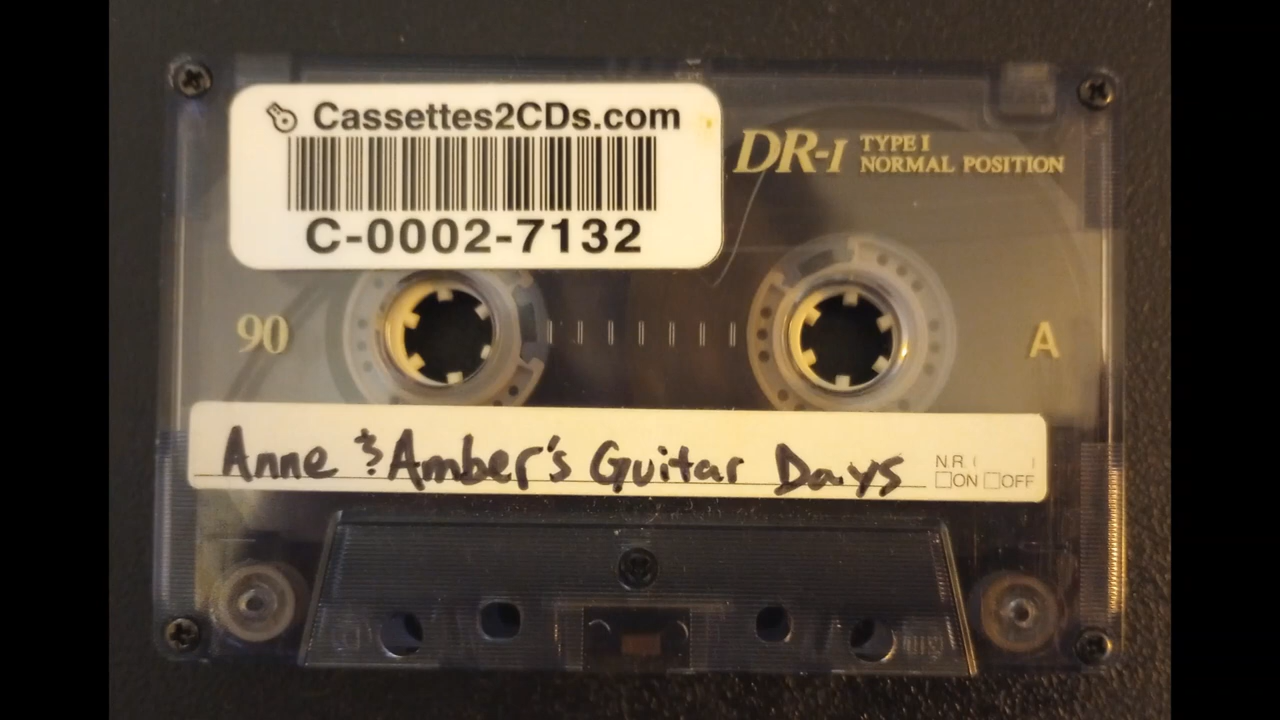 Cassettes2CDs.com
C-0002-7132
DR-I TYPE I
NORMAL POSITION
90
A
Anne & Amber's Guitar Days
N.R.
ON OFF